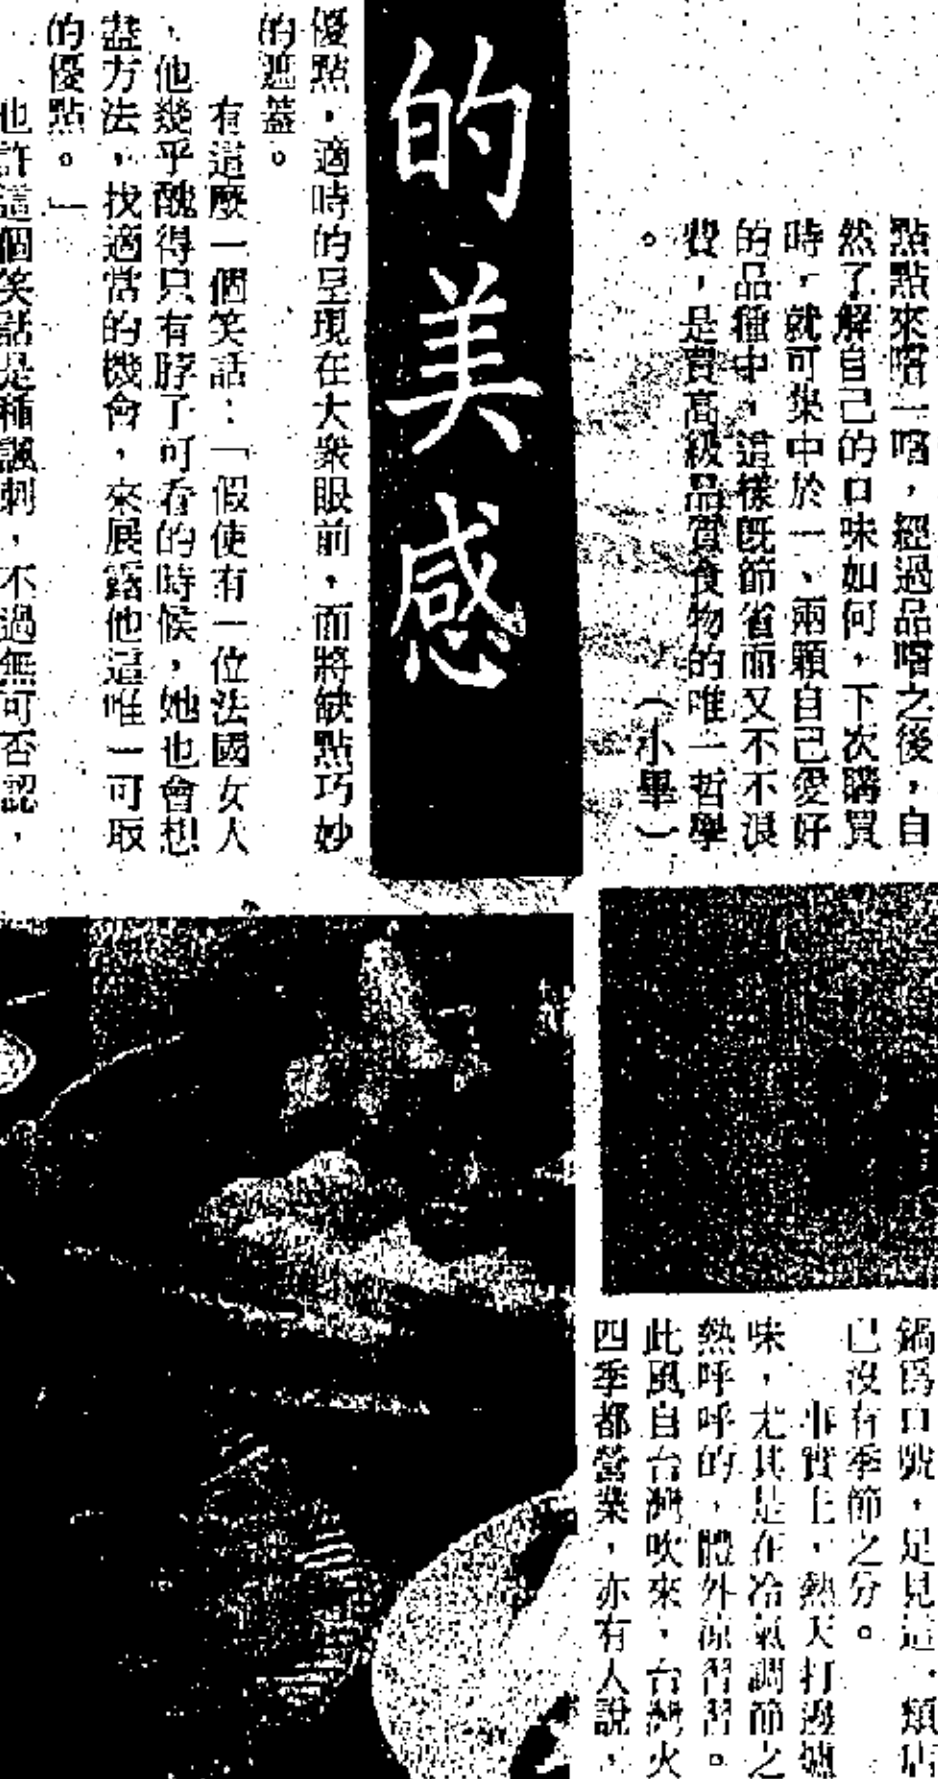 點點來嚐一嚐，經過品嚐之後，自
然了解自己的口味如何，下次購買
時，就可集中於一、兩顆自己愛好
的品種中，這樣既節省而又不不浪
費，是買高級品質食物的唯一哲學
。　　　　（小畢）
的美感
優點，適時的呈現在大衆眼前，而將缺點巧妙
的遮蓋。
有這麼一個笑話：「假使有一位法國女人
，他幾乎醜得只有脖子可看的時候，她也會想
盡方法，找適當的機會，來展露他這唯一可取
的優點。」
也許這個笑話是種諷刺，不過無可否認，
鍋爲口號，足見這一類店
已沒有季節之分。
事實上，熱天打邊爐
味，尤其是在冷氣調節之
熱呼呼的，體外涼習習。
此風自台灣吹來，台灣火
四季都營業，亦有人說，